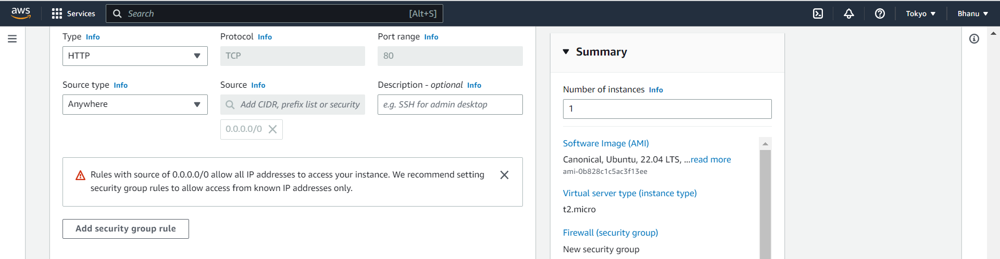 aws Services Search [Alt+S] Tokyo Bhanu
Type Info Protocol Info Port range Info
HTTP TCP 80
Source type Info Source Info Description - optional Info
Anywhere Add CIDR, prefix list or security e.g. SSH for admin desktop
0.0.0.0/0
Rules with source of 0.0.0.0/0 allow all IP addresses to access your instance. We recommend setting
security group rules to allow access from known IP addresses only.
Add security group rule
Summary
Number of instances Info
1
Software Image (AMI)
Canonical, Ubuntu, 22.04 LTS, ...read more
ami-0b828c1c5ac3f13ee
Virtual server type (instance type)
t2.micro
Firewall (security group)
New security group